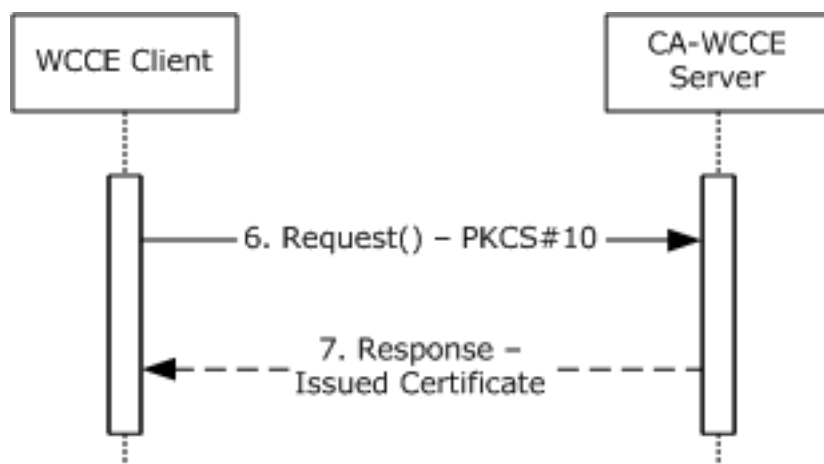 WCCE Client
CA-WCCE
Server
6. Request() – PKCS#10
7. Response –
Issued Certificate